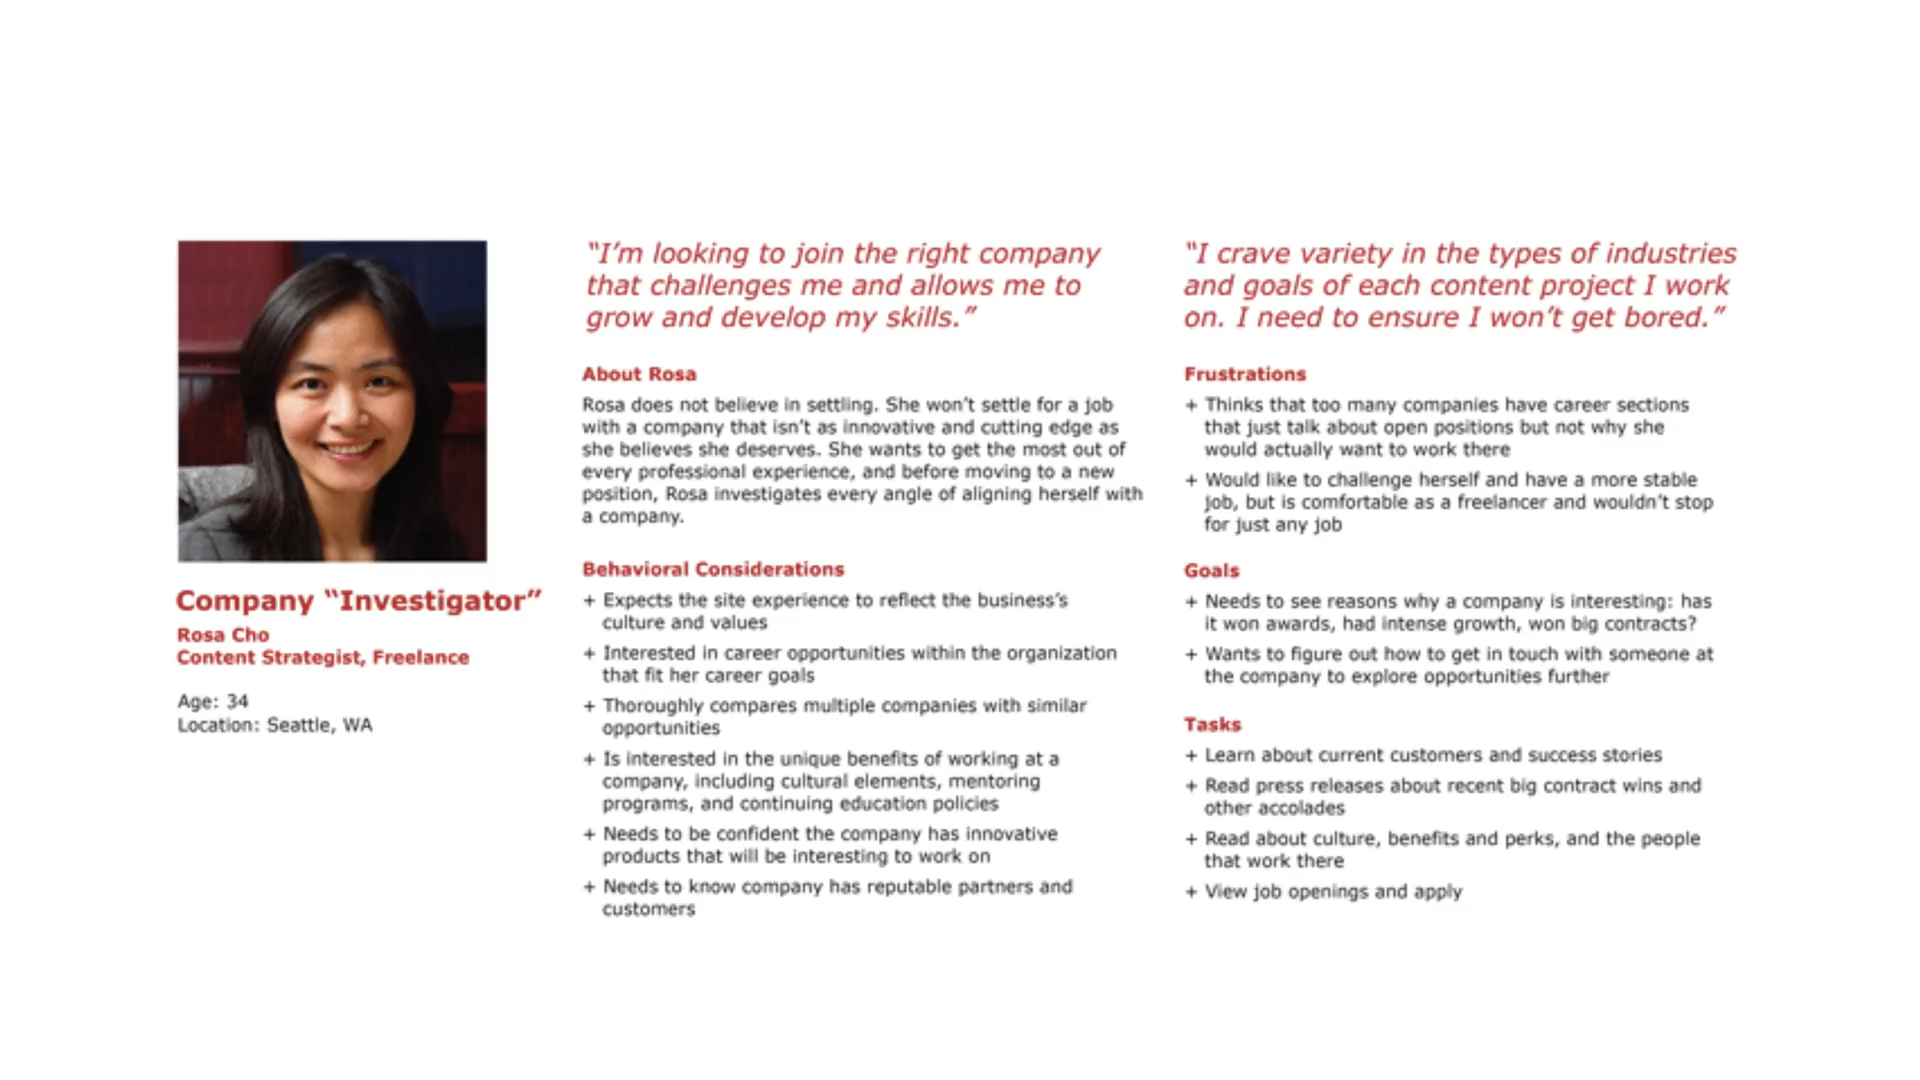 Company “Investigator”
Rosa Cho
Content Strategist, Freelance
Age: 34
Location: Seattle, WA
“I’m looking to join the right company
that challenges me and allows me to
grow and develop my skills.”
About Rosa
Rosa does not believe in settling. She won’t settle for a job
with a company that isn’t as innovative and cutting edge as
she believes she deserves. She wants to get the most out of
every professional experience, and before moving to a new
position, Rosa investigates every angle of aligning herself with
a company.
Behavioral Considerations
+ Expects the site experience to reflect the business’s
culture and values
+ Interested in career opportunities within the organization
that fit her career goals
+ Thoroughly compares multiple companies with similar
opportunities
+ Is interested in the unique benefits of working at a
company, including cultural elements, mentoring
programs, and continuing education policies
+ Needs to be confident the company has innovative
products that will be interesting to work on
+ Needs to know company has reputable partners and
customers
“I crave variety in the types of industries
and goals of each content project I work
on. I need to ensure I won’t get bored.”
Frustrations
+ Thinks that too many companies have career sections
that just talk about open positions but not why she
would actually want to work there
+ Would like to challenge herself and have a more stable
job, but is comfortable as a freelancer and wouldn’t stop
for just any job
Goals
+ Needs to see reasons why a company is interesting: has
it won awards, had intense growth, won big contracts?
+ Wants to figure out how to get in touch with someone at
the company to explore opportunities further
Tasks
+ Learn about current customers and success stories
+ Read press releases about recent big contract wins and
other accolades
+ Read about culture, benefits and perks, and the people
that work there
+ View job openings and apply